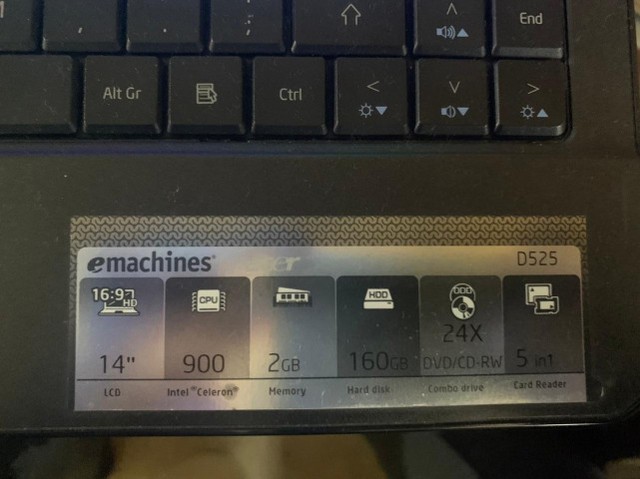 End
Alt Gr
Ctrl
<
v
>
emachines®
D525
16:9
HD
CPU
HDD
24X
14"
900
2GB
160GB
DVD/CD-RW
5 in1
LCD
Intel® Celeron®
Memory
Hard disk
Combo drive
Card Reader